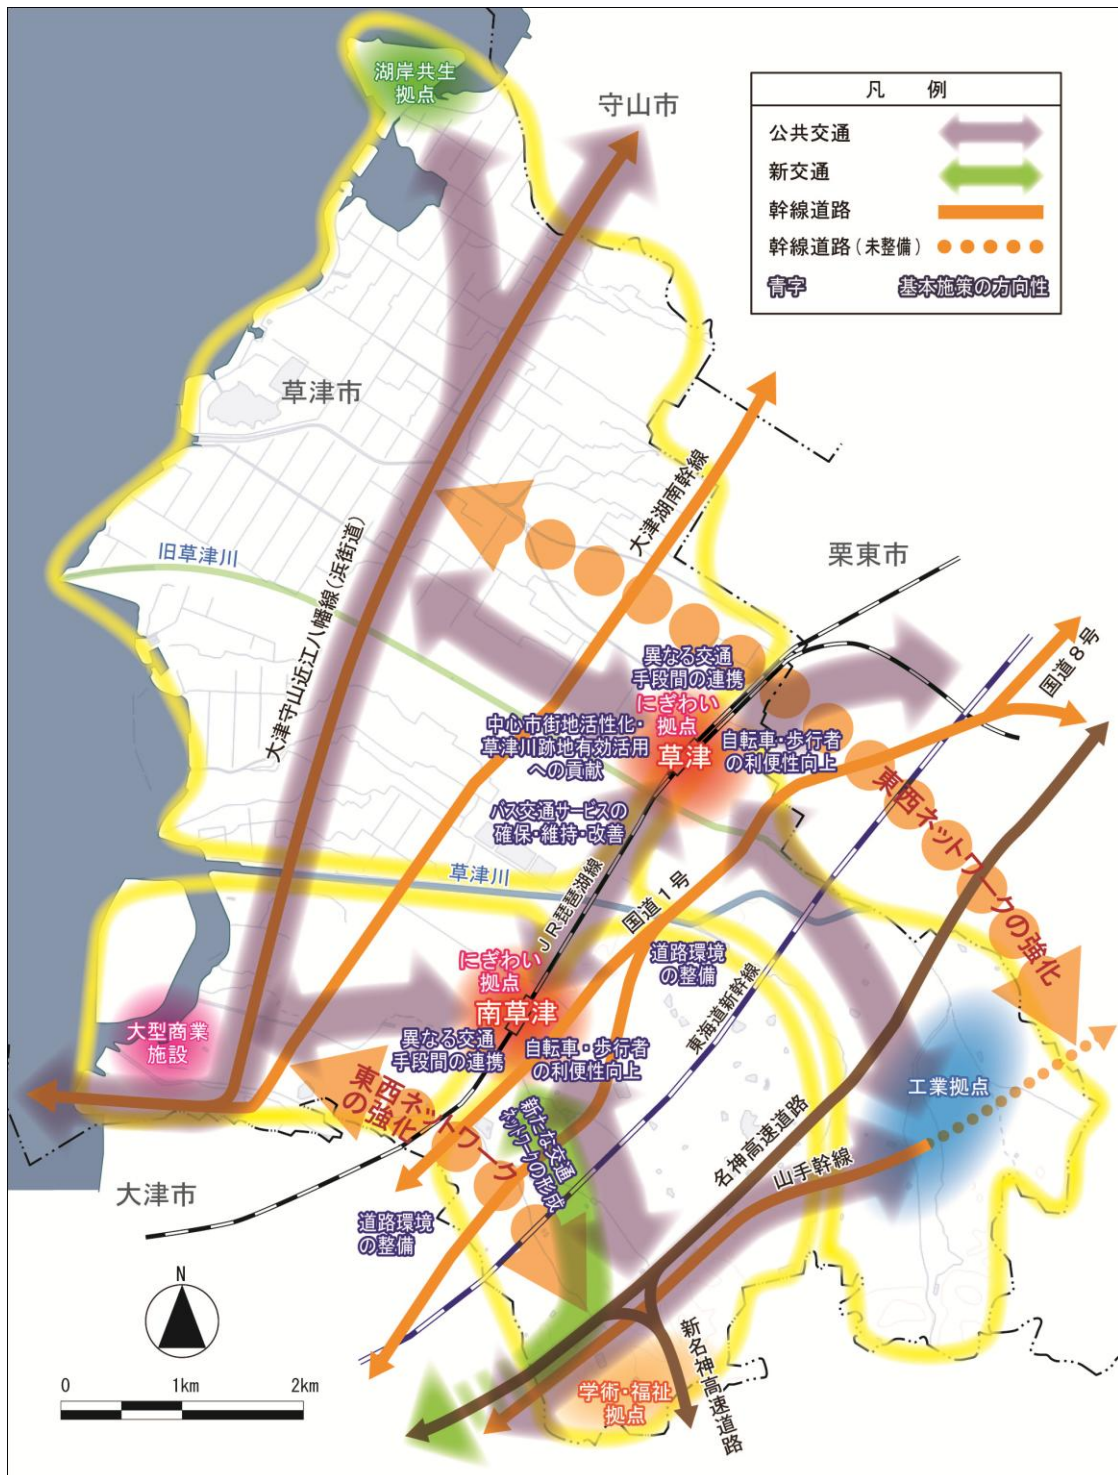 湖岸共生
拠点
守山市
凡　例
公共交通
新交通
幹線道路
幹線道路(未整備)
青字
基本施策の方向性
草津市
大津湖南幹線
旧草津川
大津守山近江八幡線(浜街道)
栗東市
国道8号
異なる交通
手段間の連携
にぎわい
拠点
草津
中心市街地活性化・
草津川跡地有効活用
への貢献
自転車・歩行者
の利便性向上
バス交通サービスの
確保・維持・改善
東西ネットワークの強化
草津川
JR琵琶湖線
国道1号
道路環境
の整備
東海道新幹線
にぎわい
拠点
南草津
大型商業
施設
異なる交通
手段間の連携
自転車・歩行者
の利便性向上
工業拠点
東西ネットワーク
の強化
新たな交通
ネットワークの形成
名神高速道路
山手幹線
大津市
道路環境
の整備
N
0 1km 2km
新名神高速道路
学術・福祉
拠点